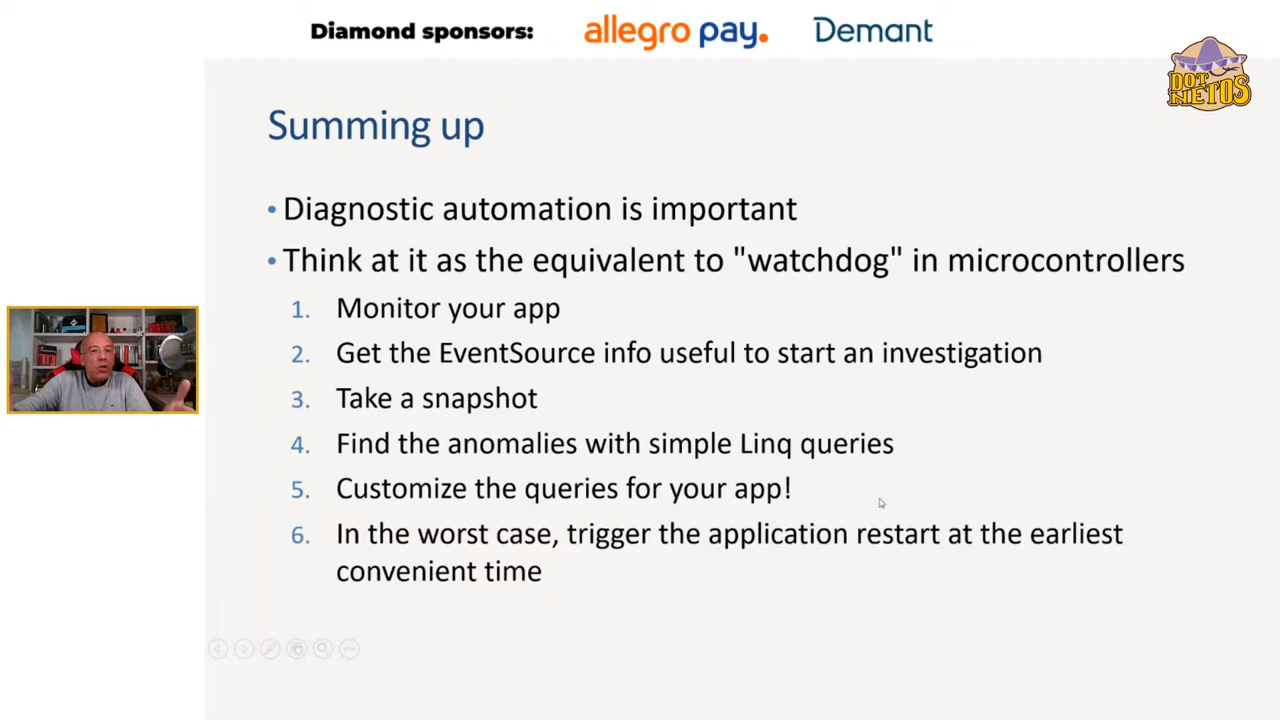 Diamond sponsors: allegro pay. Demant
DOT
NETOS
Summing up
• Diagnostic automation is important
• Think at it as the equivalent to "watchdog" in microcontrollers
1. Monitor your app
2. Get the EventSource info useful to start an investigation
3. Take a snapshot
4. Find the anomalies with simple Linq queries
5. Customize the queries for your app!
6. In the worst case, trigger the application restart at the earliest
convenient time